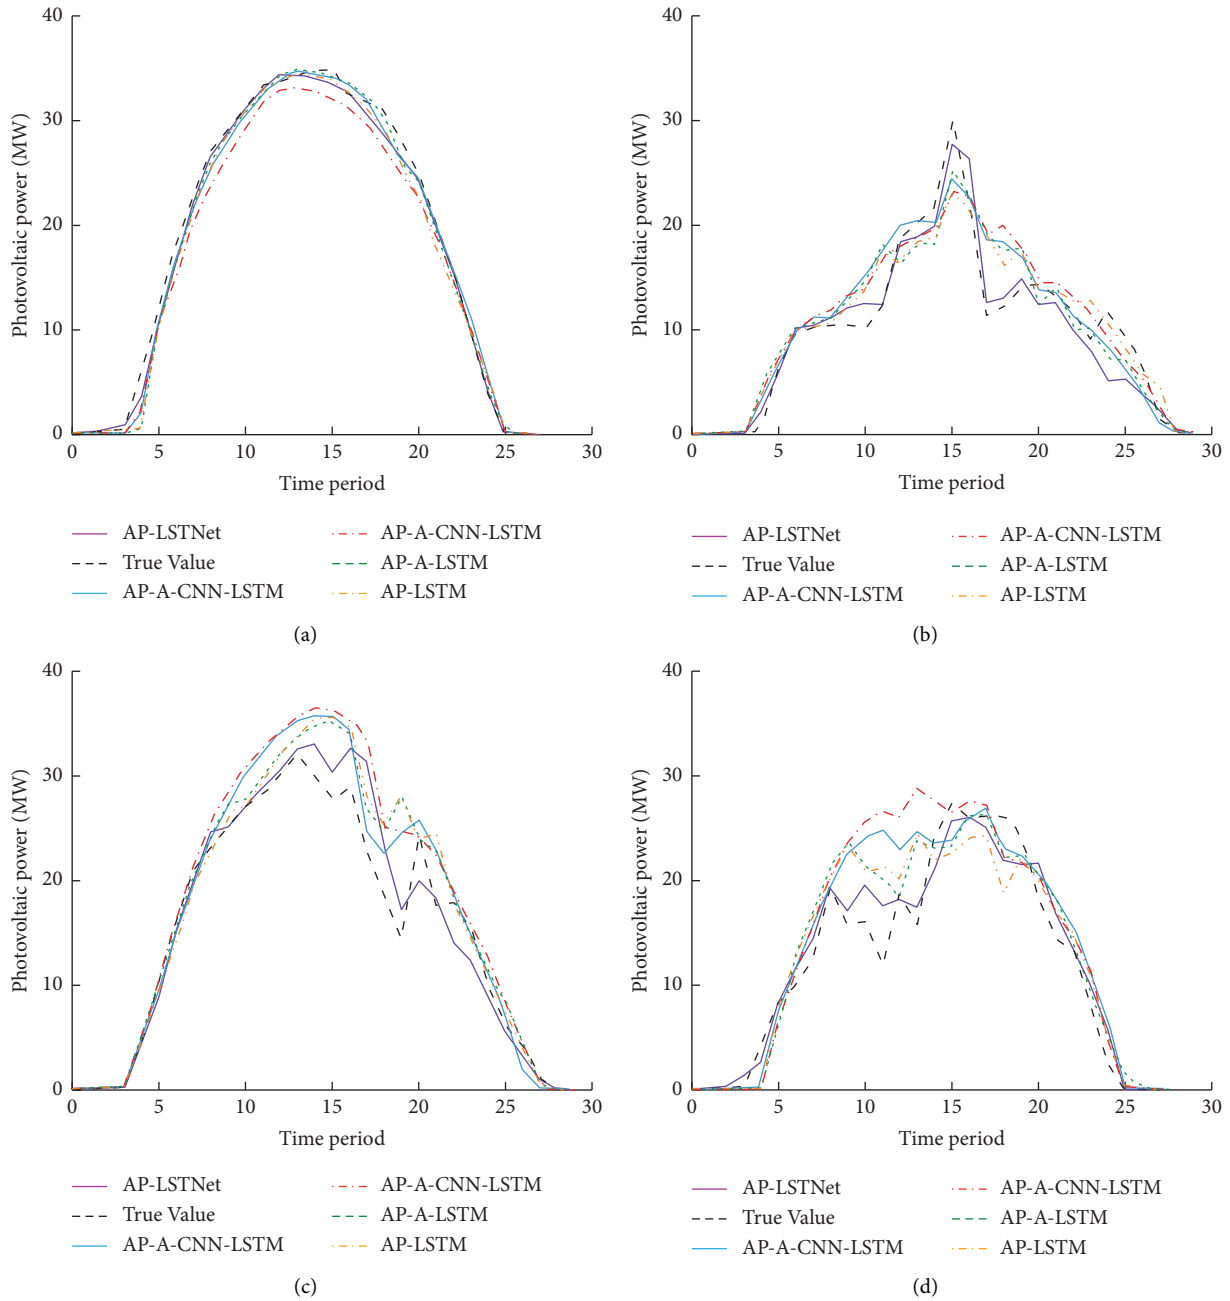 40
30
20
10
0
Photovoltaic power (MW)
0 5 10 15 20 25 30
Time period
AP-LSTNet
True Value
AP-A-CNN-LSTM
AP-A-CNN-LSTM
AP-A-LSTM
AP-LSTM
(a)
40
30
20
10
0
Photovoltaic power (MW)
0 5 10 15 20 25 30
Time period
AP-LSTNet
True Value
AP-A-CNN-LSTM
AP-A-CNN-LSTM
AP-A-LSTM
AP-LSTM
(b)
40
30
20
10
0
Photovoltaic power (MW)
0 5 10 15 20 25 30
Time period
AP-LSTNet
True Value
AP-A-CNN-LSTM
AP-A-CNN-LSTM
AP-A-LSTM
AP-LSTM
(c)
40
30
20
10
0
Photovoltaic power (MW)
0 5 10 15 20 25 30
Time period
AP-LSTNet
True Value
AP-A-CNN-LSTM
AP-A-CNN-LSTM
AP-A-LSTM
AP-LSTM
(d)